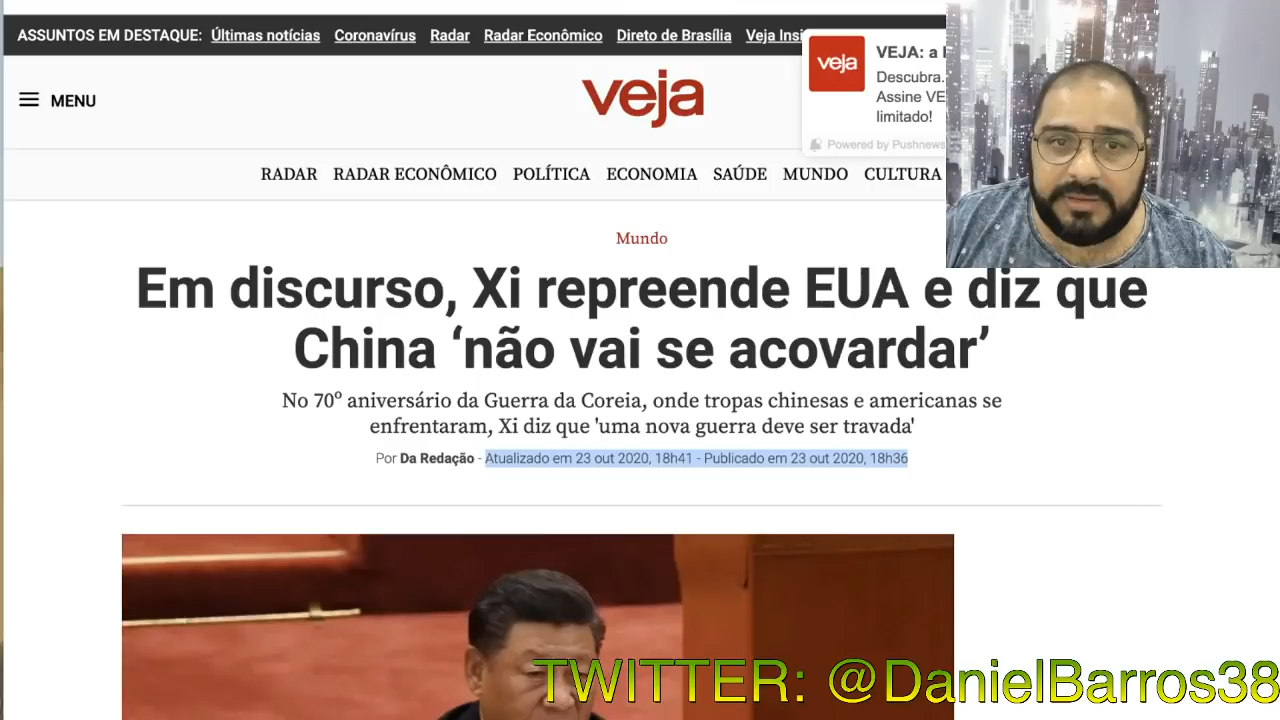 ASSUNTOS EM DESTAQUE: Últimas notícias Coronavírus Radar Radar Econômico Direto de Brasília Veja
VEJA: a
veja
Descubra.
Assine VE
limitado!
Powered by Pushnews
MENU
veja
RADAR RADAR ECONÔMICO POLÍTICA ECONOMIA SAÚDE MUNDO CULTURA
Mundo
Em discurso, Xi repreende EUA e diz que
China ‘não vai se acovardar’
No 70º aniversário da Guerra da Coreia, onde tropas chinesas e americanas se
enfrentaram, Xi diz que 'uma nova guerra deve ser travada'
Por Da Redação - Atualizado em 23 out 2020, 18h41 - Publicado em 23 out 2020, 18h36
TWITTER: @DanielBarros38